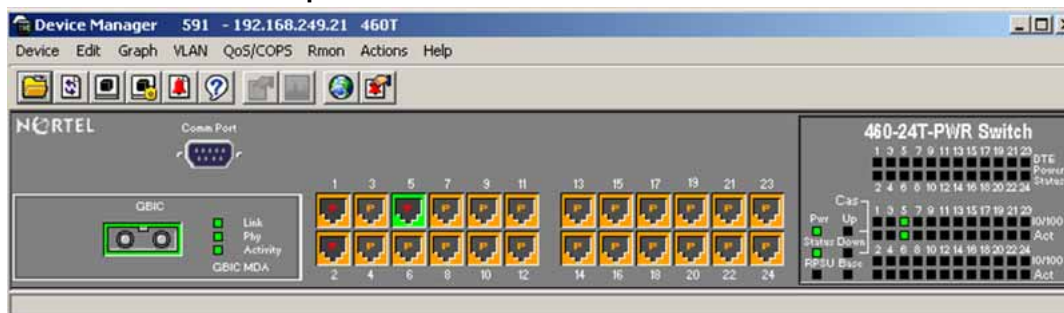 Device Manager 591 - 192.168.249.21 460T
Device Edit Graph VLAN QoS/COPS Rmon Actions Help
NORTEL
Comm Port
460-24T-PWR Switch
1 3 5 7 9 11 13 15 17 19 21 23
DTE
Power
Status
2 4 6 8 10 12 14 16 18 20 22 24
1 3 5 7 9 11 13 15 17 19 21 23
P P P P P P P P P
P P P P P P P P P P P
2 4 6 8 10 12 14 16 18 20 22 24
GBIC
Link
Phy
Activity
GBIC MDA
Cas
Pwr Up
1 3 5 7 9 11 13 15 17 19 21 23
10/100
Act
Status Down
2 4 6 8 10 12 14 16 18 20 22 24
RPSU Base
10/100
Act